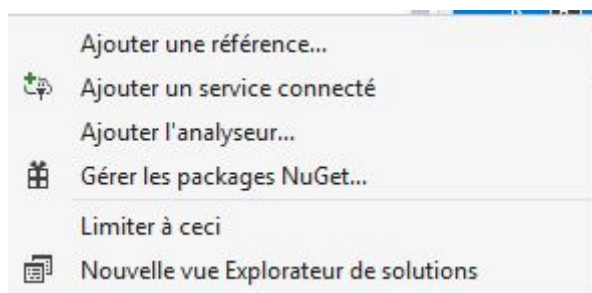 Ajouter une référence...
Ajouter un service connecté
Ajouter l'analyseur...
Gérer les packages NuGet...
Limiter à ceci
Nouvelle vue Explorateur de solutions